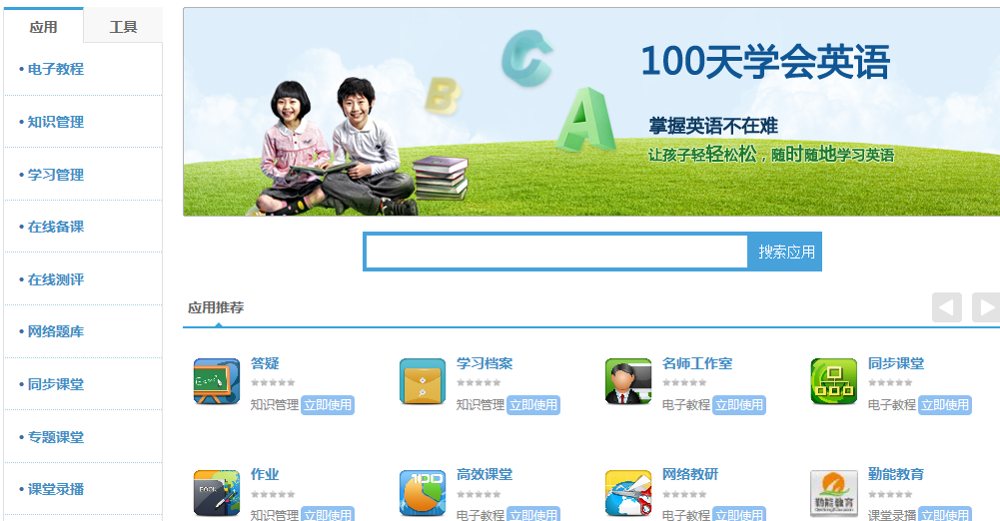 应用 工具
• 电子教程
• 知识管理
• 学习管理
• 在线备课
• 在线测评
• 网络题库
• 同步课堂
• 专题课堂
• 课堂录播
B C A
100天学会英语
掌握英语不在难
让孩子轻轻松松，随时随地学习英语
搜索应用
应用推荐
答疑
知识管理 立即使用
学习档案
知识管理 立即使用
名师工作室
电子教程 立即使用
同步课堂
电子教程 立即使用
BOOK
作业
知识管理 立即使用
100
高效课堂
电子教程 立即使用
网络教研
电子教程 立即使用
勤能教育
勤能教育
课堂录播 立即使用